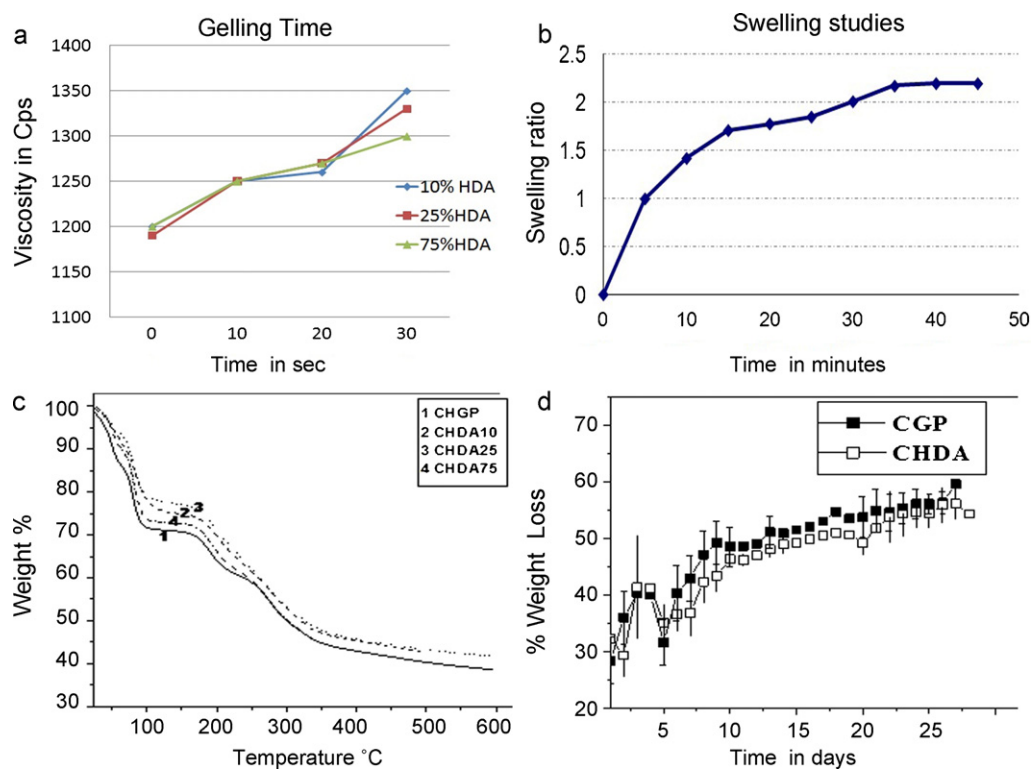 a
Gelling Time
Viscosity in Cps
1400
1350
1300
1250
1200
1150
1100
0 10 20 30
Time in sec
10% HDA
25%HDA
75%HDA
b
Swelling studies
Swelling ratio
2.5
2
1.5
1
0.5
0
0 10 20 30 40 50
Time in minutes
c
Weight %
100
90
80
70
60
50
40
30
1 CHGP
2 CHDA10
3 CHDA25
4 CHDA75
3
2
4
1
100 200 300 400 500 600
Temperature °C
d
% Weight Loss
70
60
50
40
30
20
CGP
CHDA
5 10 15 20 25
Time in days